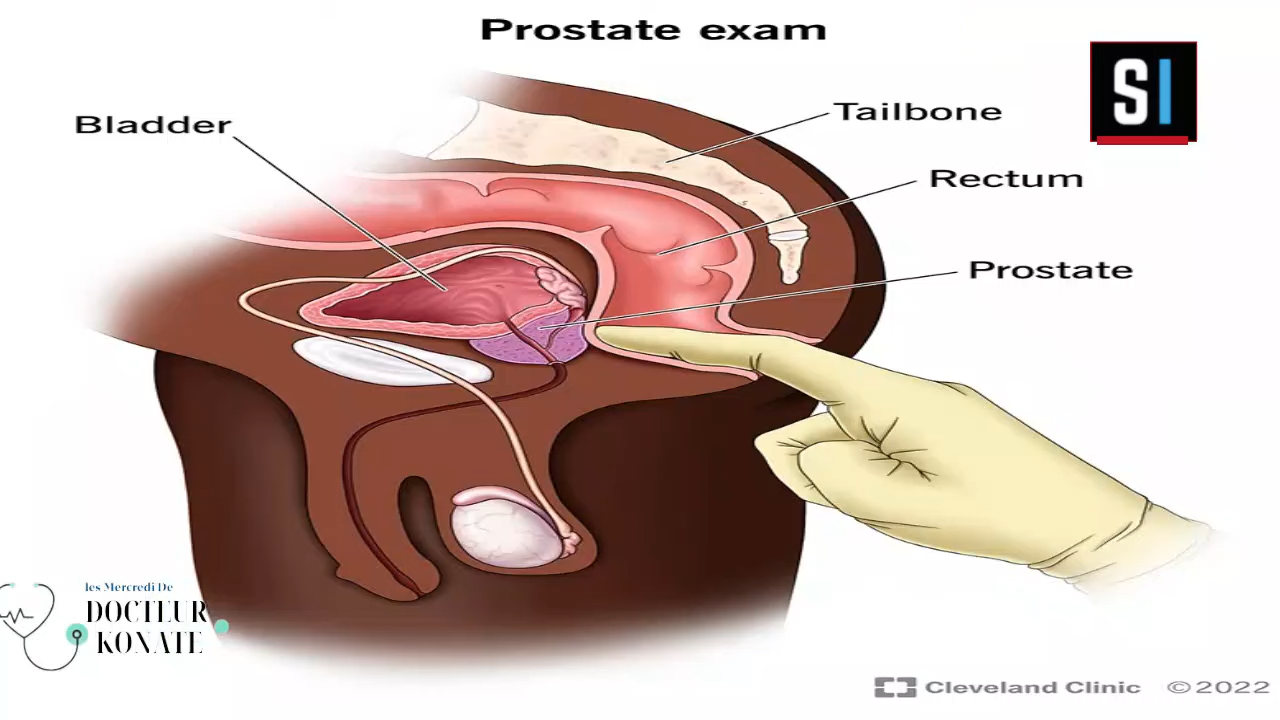 Prostate exam
SI
Tailbone
Bladder
Rectum
Prostate
les Mercredi De
DOCTEUR
KONATE
Cleveland Clinic ©2022